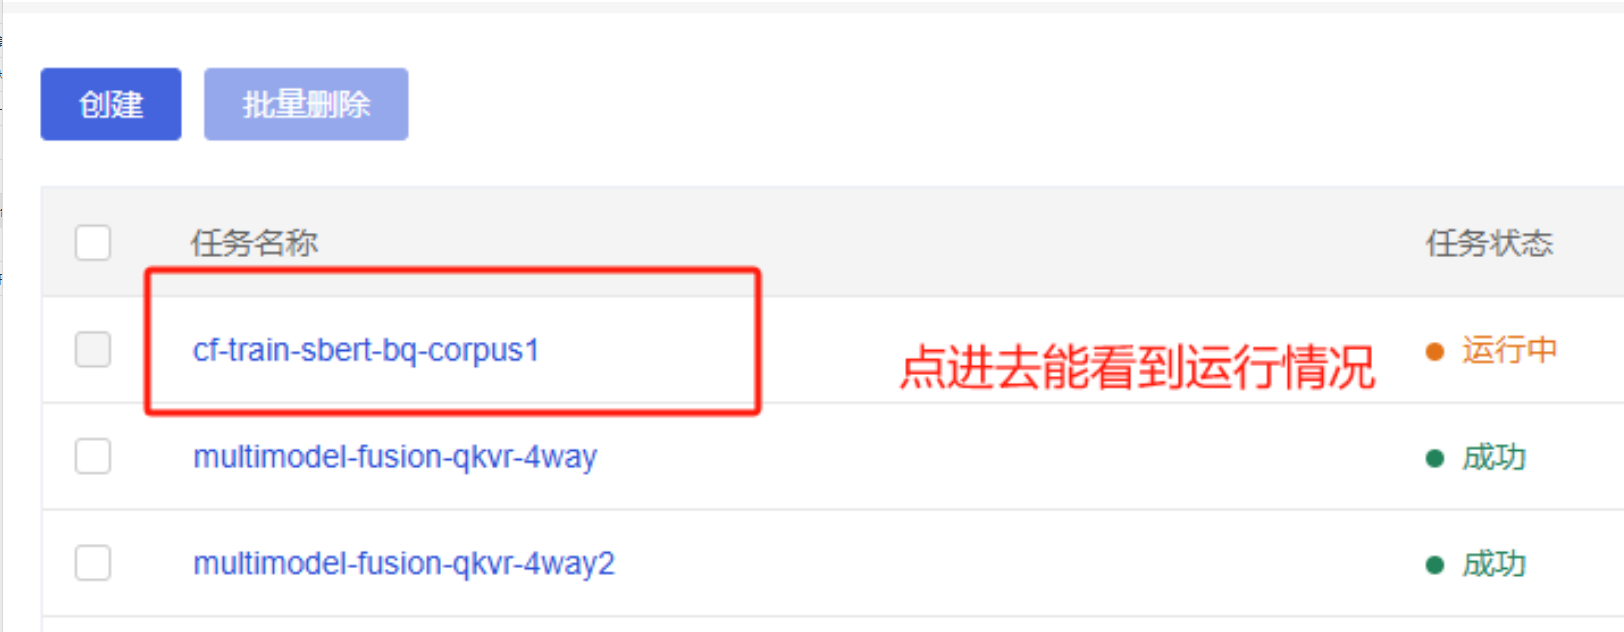 创建 批量删除
任务名称 任务状态
cf-train-sbert-bq-corpus1 点进去能看到运行情况 运行中
multimodel-fusion-qkvr-4way 成功
multimodel-fusion-qkvr-4way2 成功